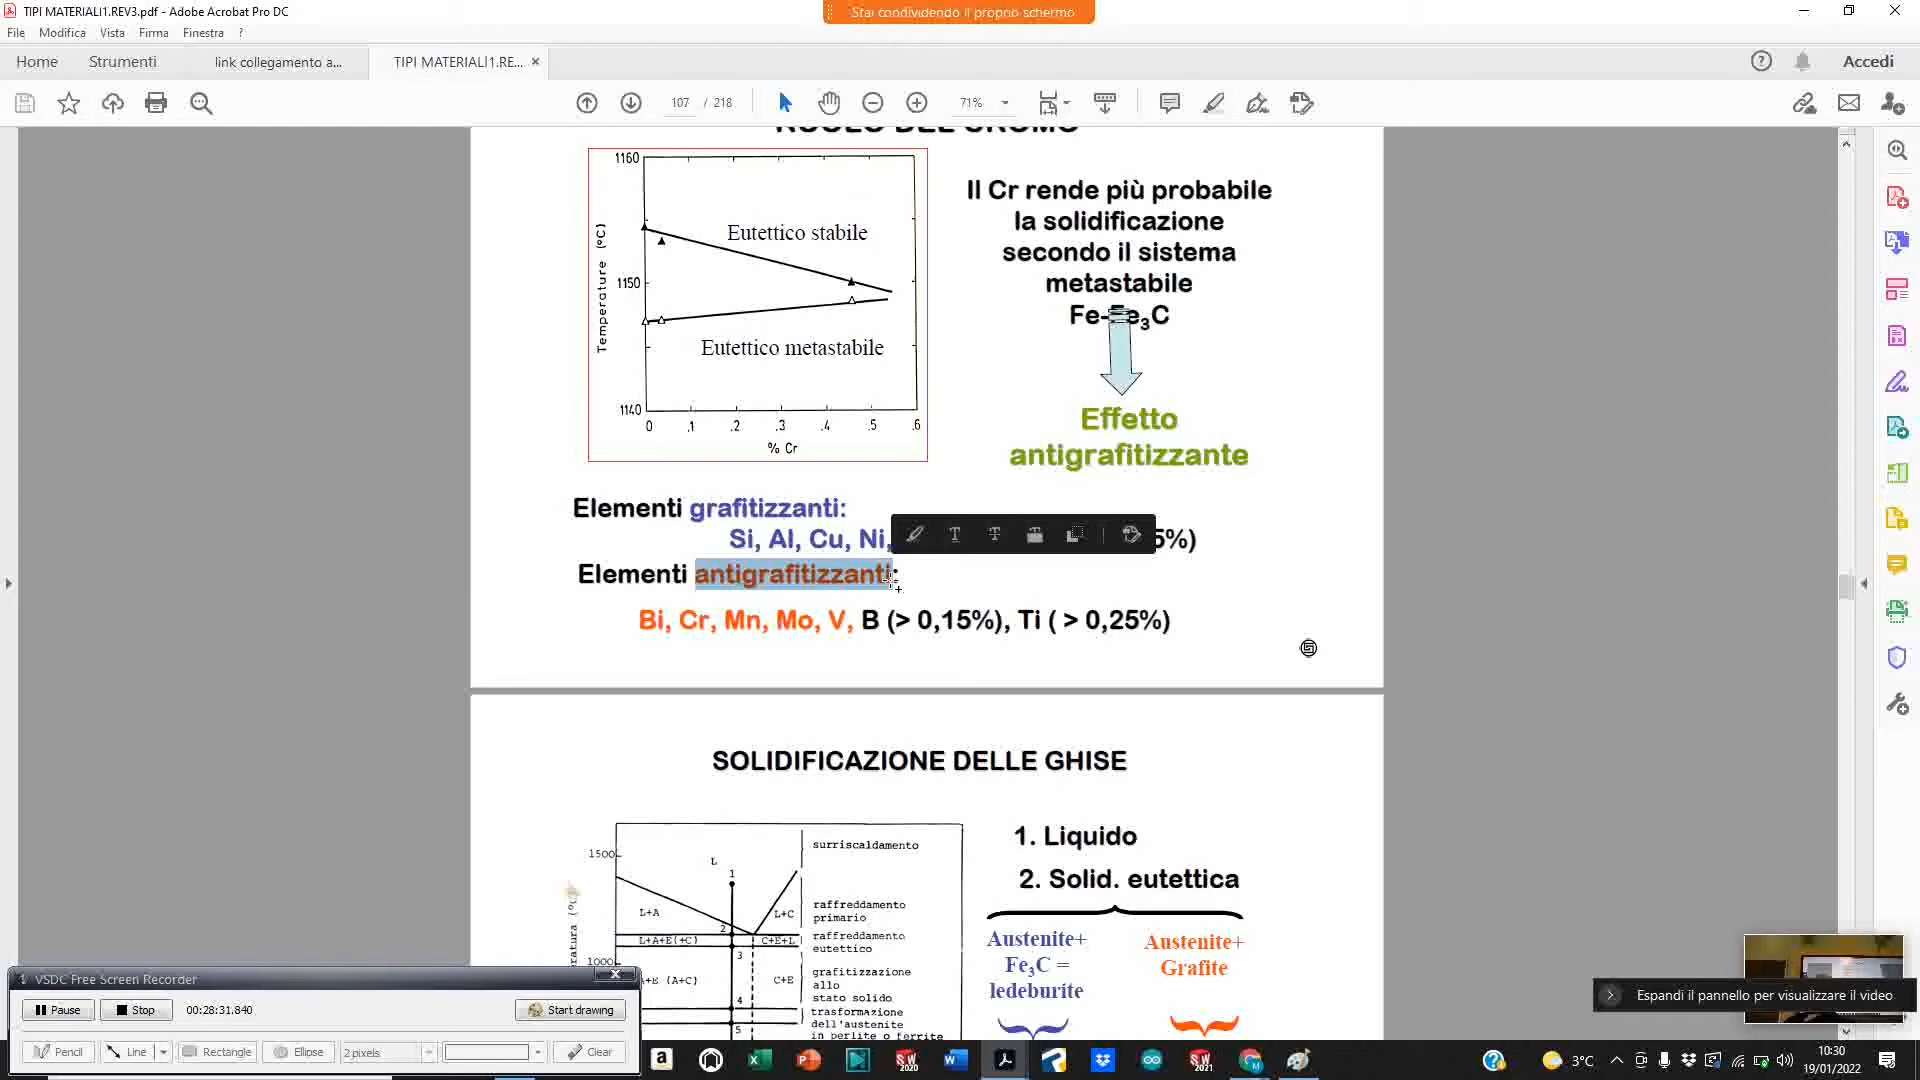 TIPI MATERIALI1.REV3.pdf - Adobe Acrobat Pro DC
Stai condividendo il proprio schermo
File Modifica Vista Firma Finestra ?
Home Strumenti link collegamento a... TIPI MATERIALI1.RE... × Accedi
107 / 218 71%
RUOLO DEL CROMO
1160
1150
1140
Temperature (°C)
0 .1 .2 .3 .4 .5 .6
% Cr
Eutettico stabile
Eutettico metastabile
Il Cr rende più probabile
la solidificazione
secondo il sistema
metastabile
Fe-Fe3C
Effetto
antigrafitizzante
Elementi grafitizzanti:
Si, Al, Cu, Ni, 5%)
Elementi antigrafitizzanti:
Bi, Cr, Mn, Mo, V, B (> 0,15%), Ti ( > 0,25%)
SOLIDIFICAZIONE DELLE GHISE
1500
1000
L
1
L+A
L+C
2
L+A+E(+C)
C+E+L
3
+E (A+C)
C+E
4
5
surriscaldamento
raffreddamento
primario
raffreddamento
eutettico
grafitizzazione
allo
stato solido
trasformazione
dell'austenite
in perlite o ferrite
1. Liquido
2. Solid. eutettica
Austenite+
Fe3C =
ledeburite
Austenite+
Grafite
VSDC Free Screen Recorder
Pause Stop 00:28:31.840 Start drawing
Pencil Line Rectangle Ellipse 2 pixels Clear
Espandi il pannello per visualizzare il video
3°C
10:30
19/01/2022